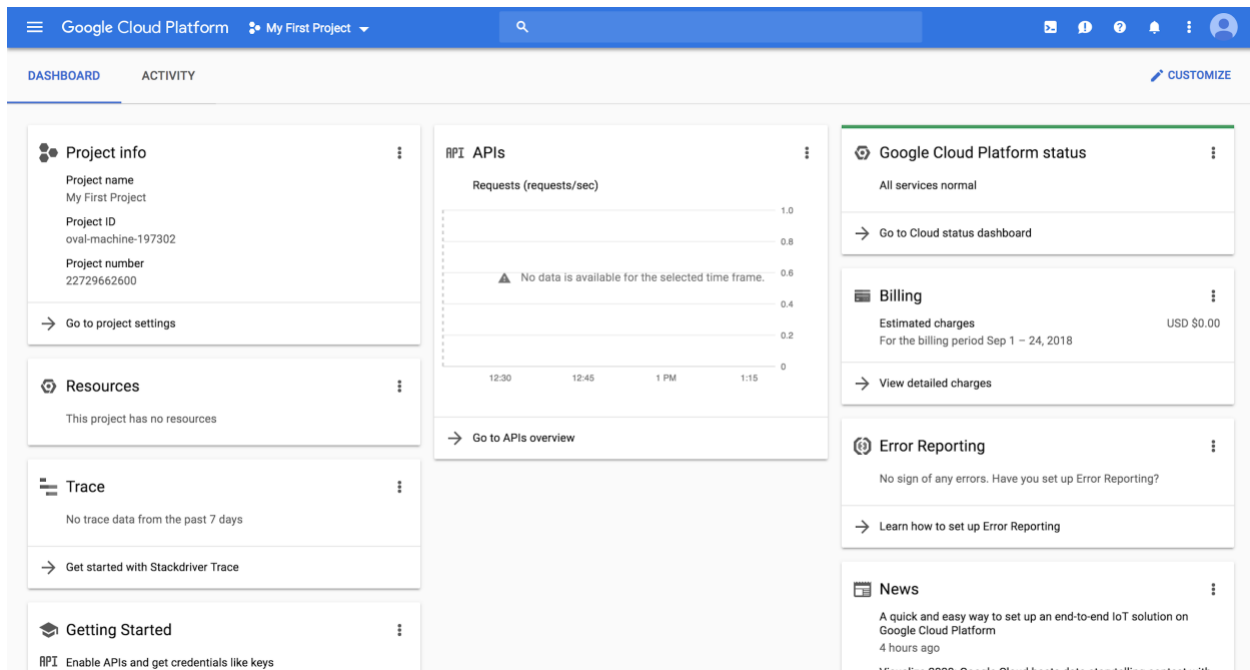 Google Cloud Platform
My First Project
DASHBOARD
ACTIVITY
CUSTOMIZE
Project info
Project name
My First Project
Project ID
oval-machine-197302
Project number
22729662600
Go to project settings
Resources
This project has no resources
Trace
No trace data from the past 7 days
Get started with Stackdriver Trace
Getting Started
API Enable APIs and get credentials like keys
API APIs
Requests (requests/sec)
1.0
0.8
No data is available for the selected time frame.
0.6
0.4
0.2
0
12:30 12:45 1 PM 1:15
Go to APIs overview
Google Cloud Platform status
All services normal
Go to Cloud status dashboard
Billing
Estimated charges USD $0.00
For the billing period Sep 1 – 24, 2018
View detailed charges
Error Reporting
No sign of any errors. Have you set up Error Reporting?
Learn how to set up Error Reporting
News
A quick and easy way to set up an end-to-end IoT solution on
Google Cloud Platform
4 hours ago